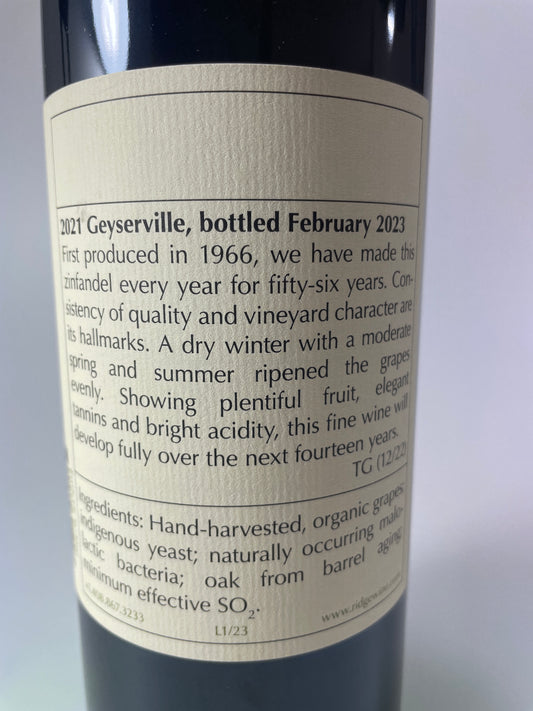 2021 Geyserville, bottled February 2023
First produced in 1966, we have made this
zinfandel every year for fifty-six years. Con-
sistency of quality and vineyard character are
its hallmarks. A dry winter with a moderate
spring and summer ripened the grapes
evenly. Showing plentiful fruit, elegant
tannins and bright acidity, this fine wine will
develop fully over the next fourteen years.
TG (12/22)
Ingredients: Hand-harvested, organic grapes;
indigenous yeast; naturally occurring malo-
lactic bacteria; oak from barrel aging;
minimum effective SO₂.
408.867.3233
L1/23
www.ridgewine.com